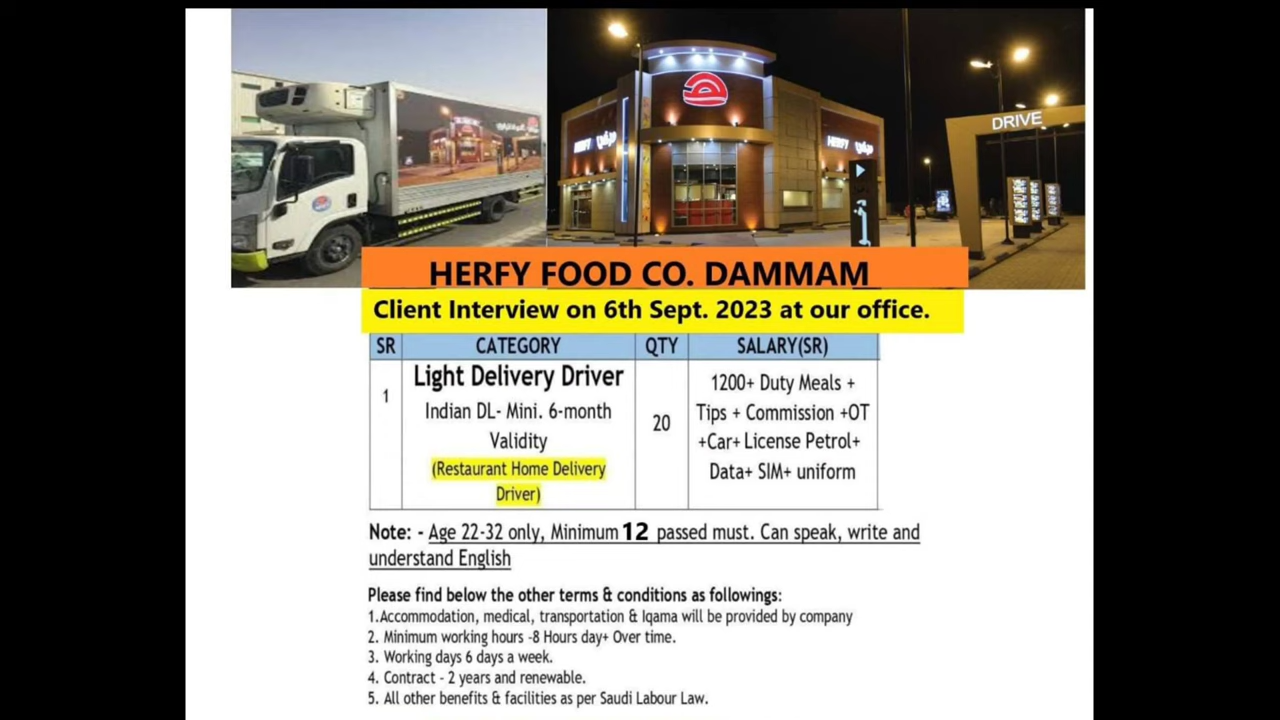 HERFY هرفي
HERFY
DRIVE
HERFY FOOD CO. DAMMAM
Client Interview on 6th Sept. 2023 at our office.
SR CATEGORY QTY SALARY(SR)
1
Light Delivery Driver
Indian DL- Mini. 6-month
Validity
(Restaurant Home Delivery
Driver)
20
1200+ Duty Meals +
Tips + Commission +OT
+Car+ License Petrol+
Data+ SIM+ uniform
Note: - Age 22-32 only, Minimum 12 passed must. Can speak, write and
understand English
Please find below the other terms & conditions as followings:
1.Accommodation, medical, transportation & Iqama will be provided by company
2. Minimum working hours -8 Hours day+ Over time.
3. Working days 6 days a week.
4. Contract - 2 years and renewable.
5. All other benefits & facilities as per Saudi Labour Law.